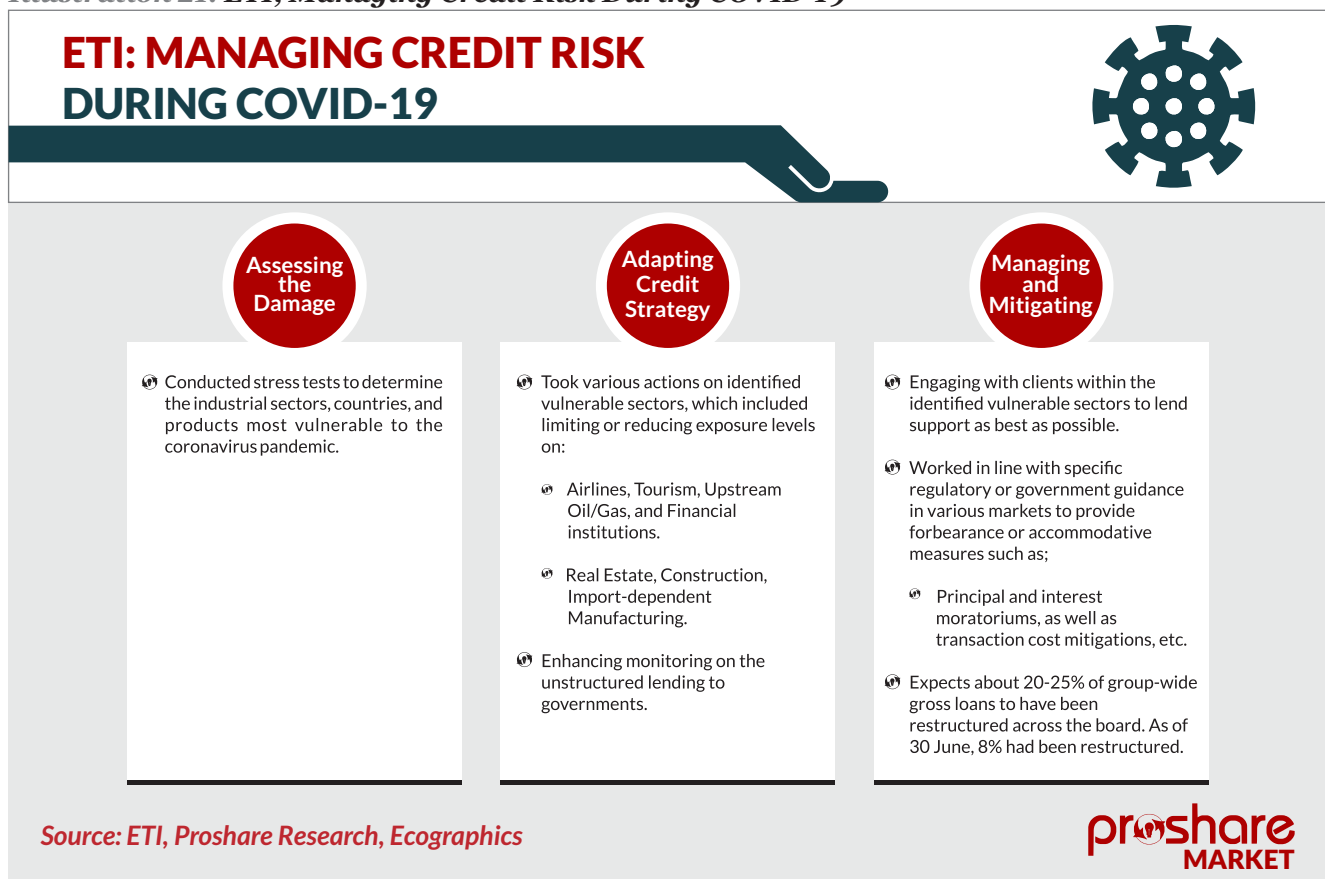 ETI: MANAGING CREDIT RISK
DURING COVID-19
Assessing
the
Damage
Conducted stress tests to determine
the industrial sectors, countries, and
products most vulnerable to the
coronavirus pandemic.
Adapting
Credit
Strategy
Took various actions on identified
vulnerable sectors, which included
limiting or reducing exposure levels
on:
Airlines, Tourism, Upstream
Oil/Gas, and Financial
institutions.
Real Estate, Construction,
Import-dependent
Manufacturing.
Enhancing monitoring on the
unstructured lending to
governments.
Managing
and
Mitigating
Engaging with clients within the
identified vulnerable sectors to lend
support as best as possible.
Worked in line with specific
regulatory or government guidance
in various markets to provide
forbearance or accommodative
measures such as;
Principal and interest
moratoriums, as well as
transaction cost mitigations, etc.
Expects about 20-25% of group-wide
gross loans to have been
restructured across the board. As of
30 June, 8% had been restructured.
Source: ETI, Proshare Research, Ecographics
proshare
MARKET